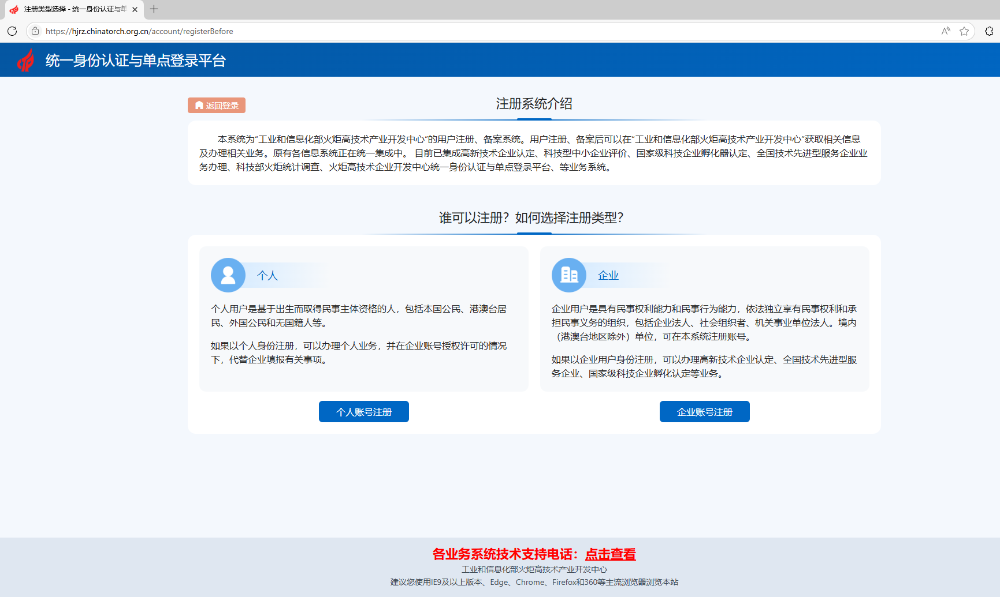 注册类型选择 - 统一身份认证与单
https://hjrz.chinatorch.org.cn/account/registerBefore
统一身份认证与单点登录平台
返回登录
注册系统介绍
本系统为“工业和信息化部火炬高技术产业开发中心”的用户注册、备案系统。用户注册、备案后可以在“工业和信息化部火炬高技术产业开发中心”获取相关信息
及办理相关业务。原有各信息系统正在统一集成中。 目前已集成高新技术企业认定、科技型中小企业评价、国家级科技企业孵化器认定、全国技术先进型服务企业业
务办理、科技部火炬统计调查、火炬高技术企业开发中心统一身份认证与单点登录平台、等业务系统。
谁可以注册？如何选择注册类型？
个人
个人用户是基于出生而取得民事主体资格的人，包括本国公民、港澳台居
民、外国公民和无国籍人等。
如果以个人身份注册，可以办理个人业务，并在企业账号授权许可的情况
下，代替企业填报有关事项。
个人账号注册
企业
企业用户是具有民事权利能力和民事行为能力，依法独立享有民事权利和承
担民事义务的组织，包括企业法人、社会组织者、机关事业单位法人。境内
（港澳台地区除外）单位，可在本系统注册账号。
如果以企业用户身份注册，可以办理高新技术企业认定、全国技术先进型服
务企业、国家级科技企业孵化认定等业务。
企业账号注册
各业务系统技术支持电话：点击查看
工业和信息化部火炬高技术产业开发中心
建议您使用IE9及以上版本、Edge、Chrome、Firefox和360等主流浏览器浏览本站